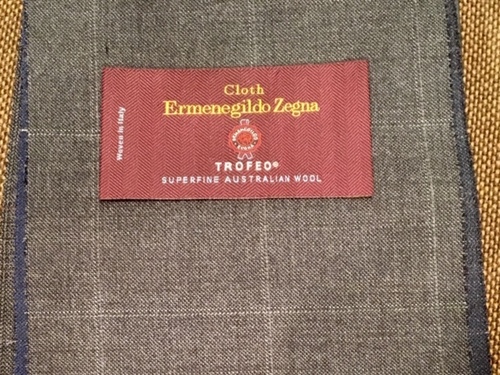 Cloth
Ermenegildo Zegna
TROFEO®
SUPERFINE AUSTRALIAN WOOL
Woven in Italy